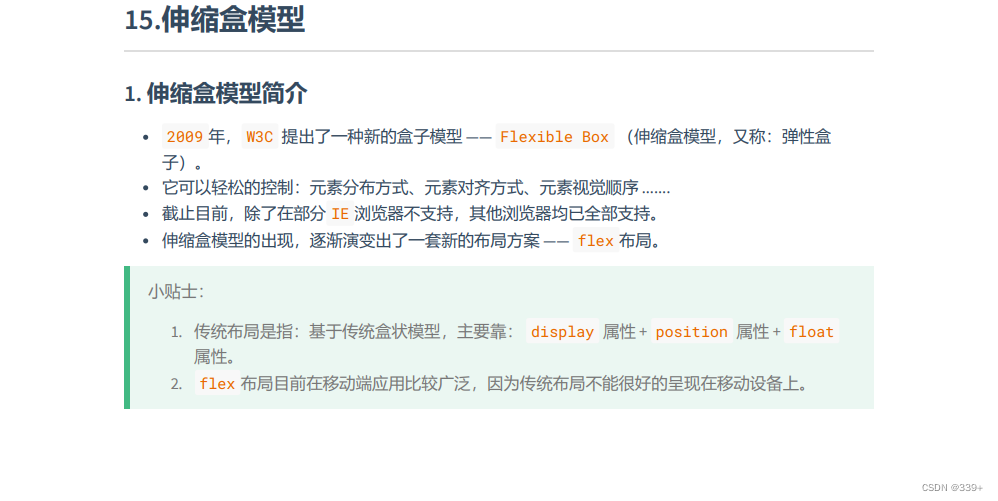 15.伸缩盒模型
1. 伸缩盒模型简介
• 2009 年，W3C 提出了一种新的盒子模型 —— Flexible Box （伸缩盒模型，又称：弹性盒
子）。
• 它可以轻松的控制：元素分布方式、元素对齐方式、元素视觉顺序 .......
• 截止目前，除了在部分 IE 浏览器不支持，其他浏览器均已全部支持。
• 伸缩盒模型的出现，逐渐演变出了一套新的布局方案 —— flex 布局。
小贴士：
1. 传统布局是指：基于传统盒状模型，主要靠： display 属性 + position 属性 + float
属性。
2. flex 布局目前在移动端应用比较广泛，因为传统布局不能很好的呈现在移动设备上。
CSDN @339+